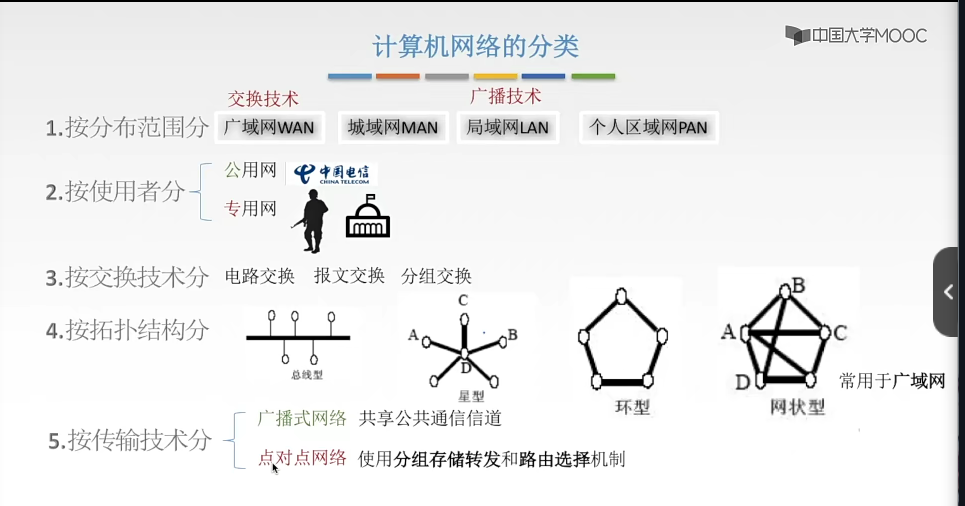 计算机网络的分类
中国大学MOOC
交换技术 广播技术
1.按分布范围分 广域网WAN 城域网MAN 局域网LAN 个人区域网PAN
2.按使用者分
公用网 中国电信
CHINA TELECOM
专用网
3.按交换技术分 电路交换 报文交换 分组交换
4.按拓扑结构分
总线型
C
A B
D
星型
环型
B
A C
D
网状型
常用于广域网
5.按传输技术分
广播式网络 共享公共通信信道
点对点网络 使用分组存储转发和路由选择机制